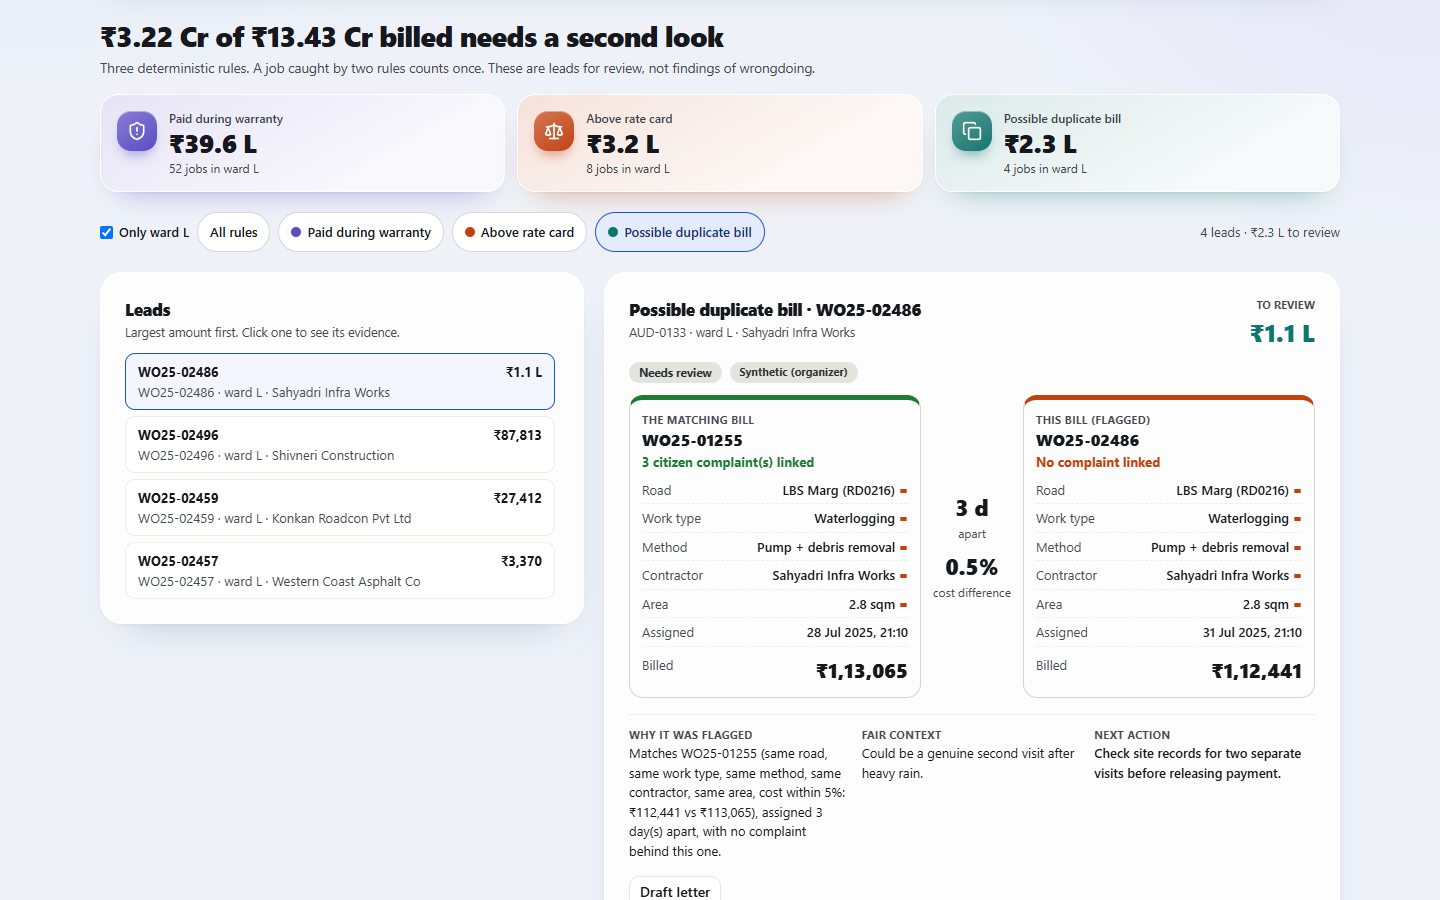 ₹3.22 Cr of ₹13.43 Cr billed needs a second look
Three deterministic rules. A job caught by two rules counts once. These are leads for review, not findings of wrongdoing.
Paid during warranty
₹39.6 L
52 jobs in ward L
Above rate card
₹3.2 L
8 jobs in ward L
Possible duplicate bill
₹2.3 L
4 jobs in ward L
Only ward L
All rules
Paid during warranty
Above rate card
Possible duplicate bill
4 leads · ₹2.3 L to review
Leads
Largest amount first. Click one to see its evidence.
WO25-02486 ₹1.1 L
WO25-02486 · ward L · Sahyadri Infra Works
WO25-02496 ₹87,813
WO25-02496 · ward L · Shivneri Construction
WO25-02459 ₹27,412
WO25-02459 · ward L · Konkan Roadcon Pvt Ltd
WO25-02457 ₹3,370
WO25-02457 · ward L · Western Coast Asphalt Co
Possible duplicate bill · WO25-02486
AUD-0133 · ward L · Sahyadri Infra Works
TO REVIEW
₹1.1 L
Needs review
Synthetic (organizer)
THE MATCHING BILL
WO25-01255
3 citizen complaint(s) linked
Road LBS Marg (RD0216)
Work type Waterlogging
Method Pump + debris removal
Contractor Sahyadri Infra Works
Area 2.8 sqm
Assigned 28 Jul 2025, 21:10
Billed ₹1,13,065
3 d
apart
0.5%
cost difference
THIS BILL (FLAGGED)
WO25-02486
No complaint linked
Road LBS Marg (RD0216)
Work type Waterlogging
Method Pump + debris removal
Contractor Sahyadri Infra Works
Area 2.8 sqm
Assigned 31 Jul 2025, 21:10
Billed ₹1,12,441
WHY IT WAS FLAGGED
Matches WO25-01255 (same road,
same work type, same method, same
contractor, same area, cost within 5%:
₹112,441 vs ₹113,065), assigned 3
day(s) apart, with no complaint
behind this one.
FAIR CONTEXT
Could be a genuine second visit after
heavy rain.
NEXT ACTION
Check site records for two separate
visits before releasing payment.
Draft letter